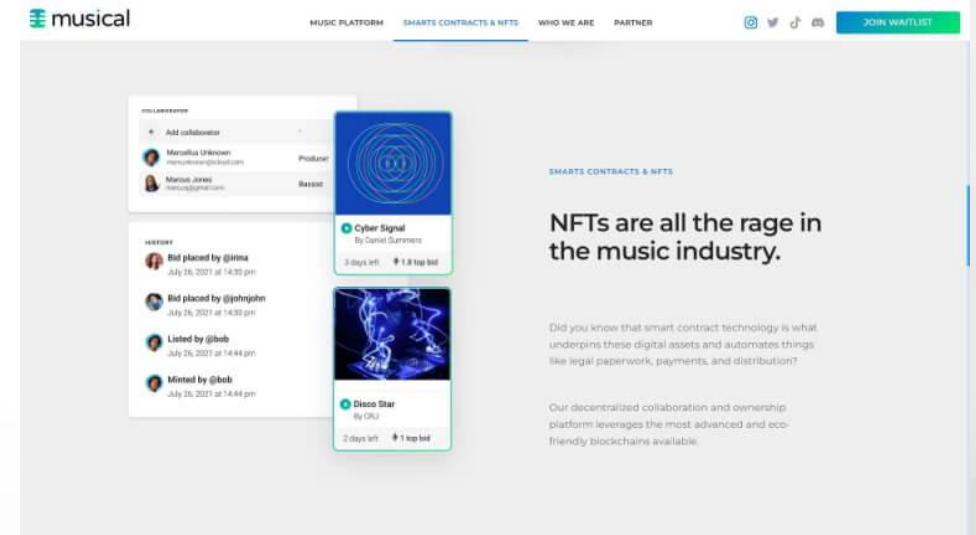 musical
MUSIC PLATFORM
SMARTS CONTRACTS & NFTS
WHO WE ARE
PARTNER
JOIN WAITLIST
COLLABORATOR
Add collaborator
Marcellus Unknown
Producer
Marcus Jones
Bassist
HISTORY
Bid placed by @irina
July 26, 2021 at 14:30 pm
Bid placed by @johnjohn
July 26, 2021 at 14:30 pm
Listed by @bob
July 26, 2021 at 14:44 pm
Minted by @bob
July 26, 2021 at 14:44 pm
Cyber Signal
By Daniel Summers
3 days left 1.8 top bid
Disco Star
By CRJ
2 days left 1 top bid
SMARTS CONTRACTS & NFTS
NFTs are all the rage in
the music industry.
Did you know that smart contract technology is what
underpins these digital assets and automates things
like legal paperwork, payments, and distribution?
Our decentralized collaboration and ownership
platform leverages the most advanced and eco-
friendly blockchains available.